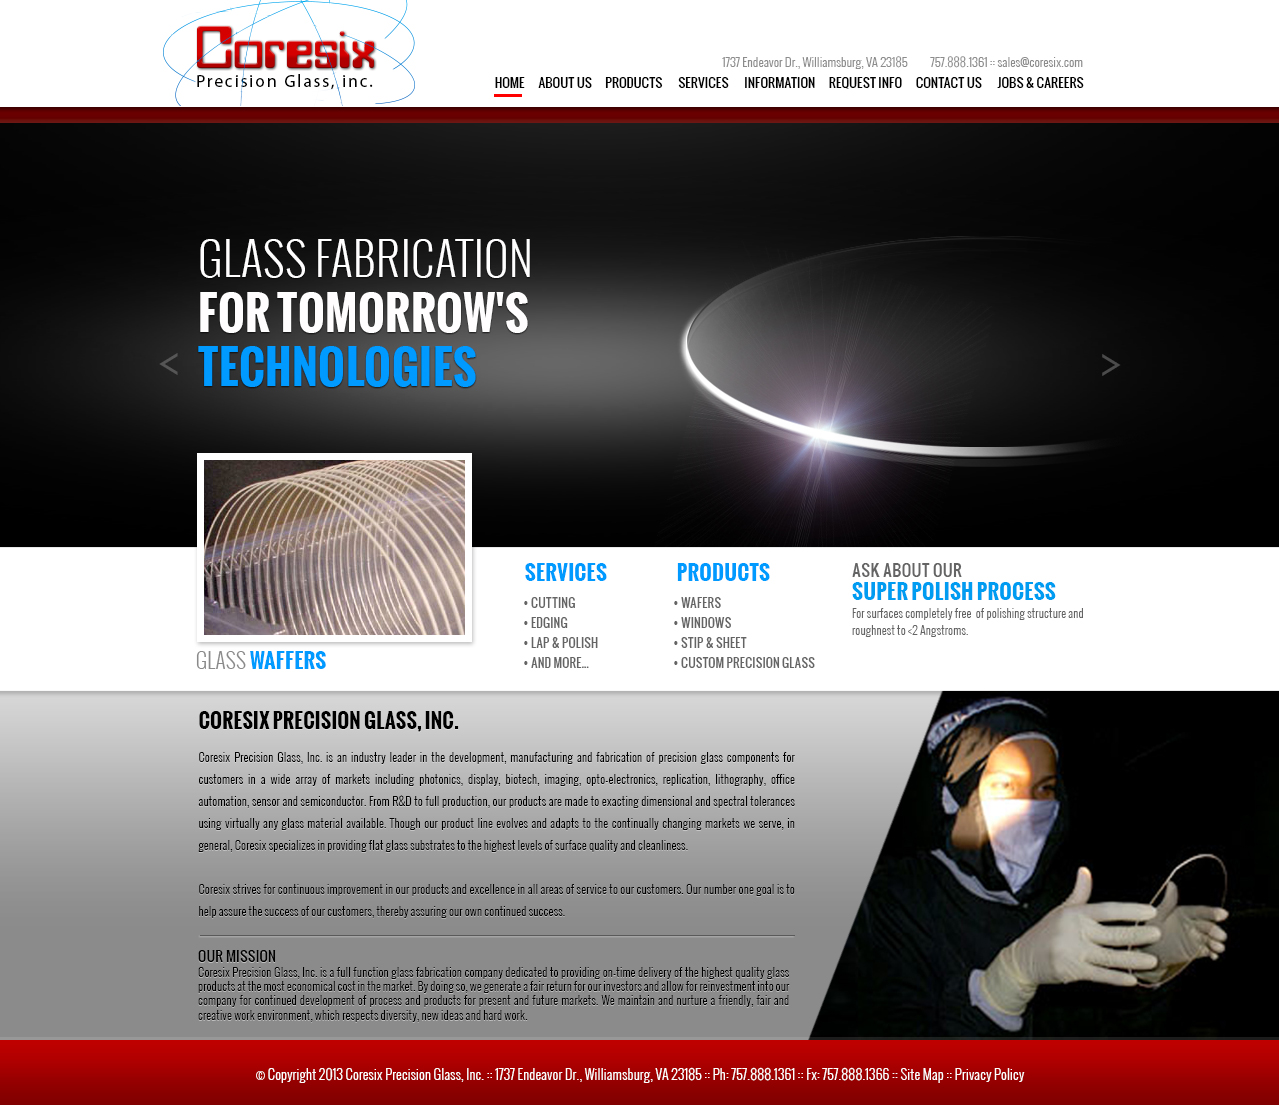 Coresix
Precision Glass, inc.
1737 Endeavor Dr., Williamsburg, VA 23185 757.888.1361 :: sales@coresix.com
HOME ABOUT US PRODUCTS SERVICES INFORMATION REQUEST INFO CONTACT US JOBS & CAREERS
GLASS FABRICATION
FOR TOMORROW'S
TECHNOLOGIES
< >
GLASS WAFFERS
SERVICES
• CUTTING
• EDGING
• LAP & POLISH
• AND MORE...
PRODUCTS
• WAFERS
• WINDOWS
• STIP & SHEET
• CUSTOM PRECISION GLASS
ASK ABOUT OUR
SUPER POLISH PROCESS
For surfaces completely free of polishing structure and
roughnest to <2 Angstroms.
CORESIX PRECISION GLASS, INC.
Coresix Precision Glass, Inc. is an industry leader in the development, manufacturing and fabrication of precision glass components for
customers in a wide array of markets including photonics, display, biotech, imaging, opto-electronics, replication, lithography, office
automation, sensor and semiconductor. From R&D to full production, our products are made to exacting dimensional and spectral tolerances
using virtually any glass material available. Though our product line evolves and adapts to the continually changing markets we serve, in
general, Coresix specializes in providing flat glass substrates to the highest levels of surface quality and cleanliness.
Coresix strives for continuous improvement in our products and excellence in all areas of service to our customers. Our number one goal is to
help assure the success of our customers, thereby assuring our own continued success.
OUR MISSION
Coresix Precision Glass, Inc. is a full function glass fabrication company dedicated to providing on-time delivery of the highest quality glass
products at the most economical cost in the market. By doing so, we generate a fair return for our investors and allow for reinvestment into our
company for continued development of process and products for present and future markets. We maintain and nurture a friendly, fair and
creative work environment, which respects diversity, new ideas and hard work.
© Copyright 2013 Coresix Precision Glass, Inc. :: 1737 Endeavor Dr., Williamsburg, VA 23185 :: Ph: 757.888.1361 :: Fx: 757.888.1366 :: Site Map :: Privacy Policy